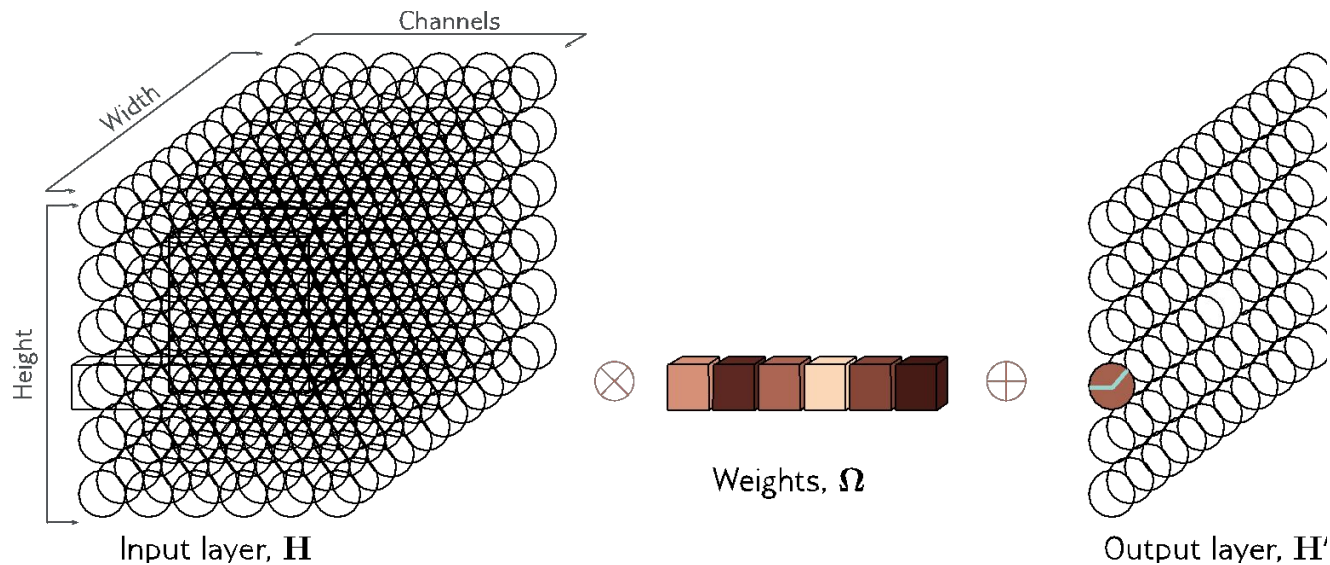 Channels
Width
Height
Weights, Ω
Input layer, H
Output layer, H′